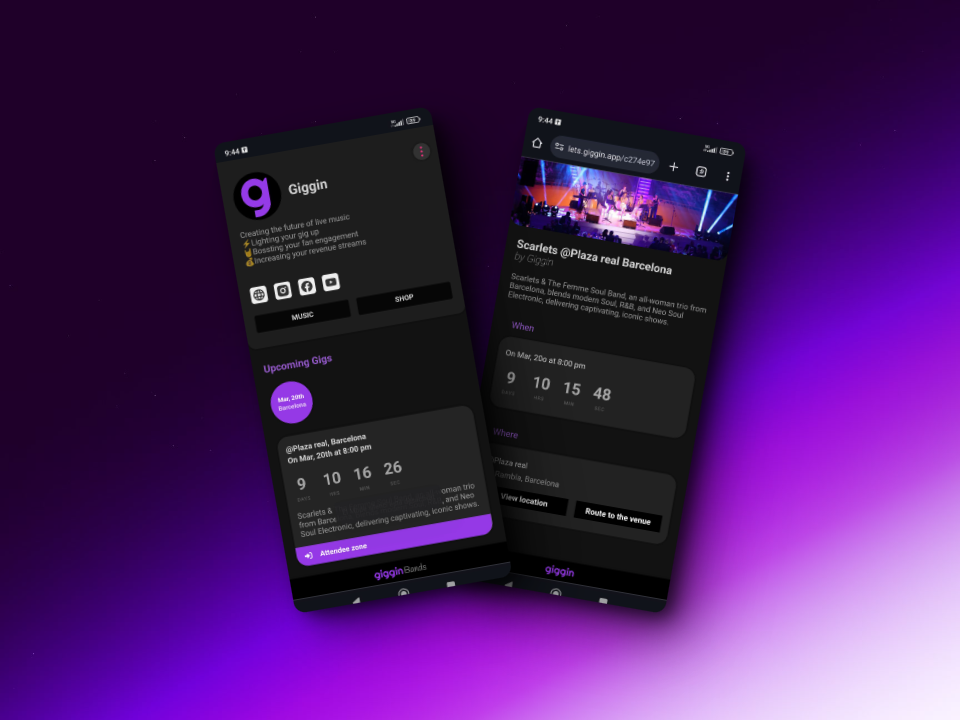 9:44
Giggin
Creating the future of live music
⚡Lighting your gig up
🤘Boosting your fan engagement
💰Increasing your revenue streams
MUSIC
SHOP
Upcoming Gigs
Mar, 20th
Barcelona
@Plaza real, Barcelona
On Mar, 20th at 8:00 pm
9 10 16 26
DAYS HRS MIN SEC
Scarlets & oman trio
from Barce , and Neo
Soul Electronic, delivering captivating, iconic shows.
Attendee zone
giggin Bands
9:44
lets.giggin.app/c274e97
Scarlets @Plaza real Barcelona
by Giggin
Scarlets & The Femme Soul Band, an all-woman trio from
Barcelona, blends modern Soul, R&B, and Neo Soul
Electronic, delivering captivating, iconic shows.
When
On Mar, 20o at 8:00 pm
9 10 15 48
DAYS HRS MIN SEC
Where
Plaza real
Rambla, Barcelona
View location
Route to the venue
giggin